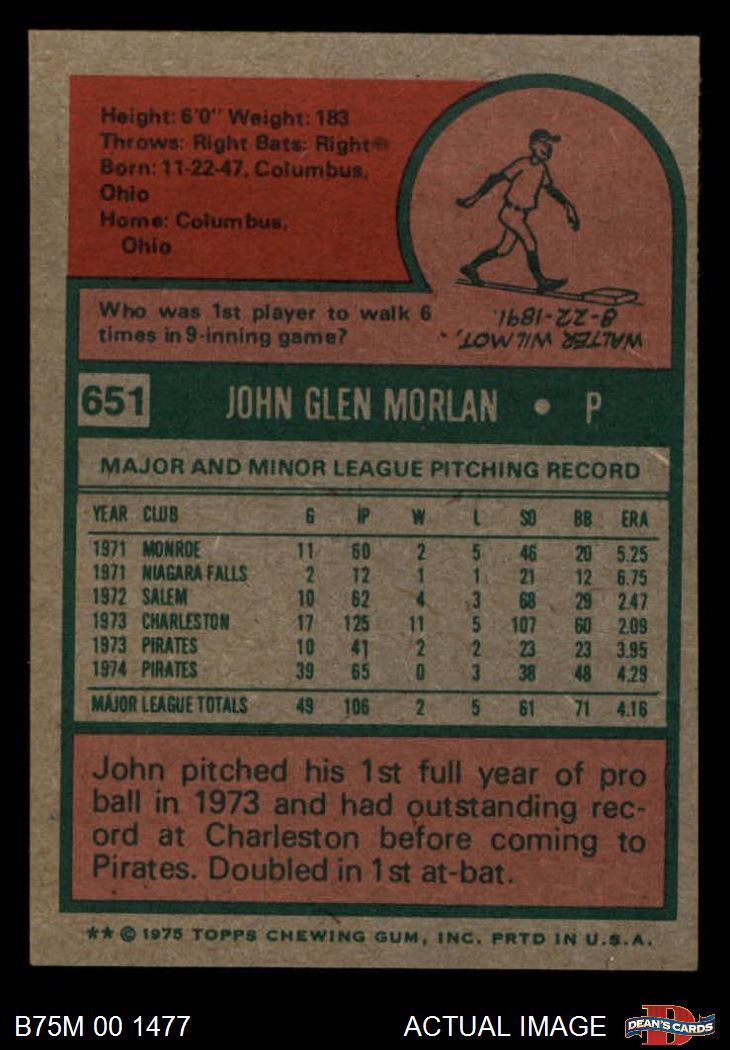 Height: 6'0" Weight: 183
Throws: Right Bats: Right
Born: 11-22-47, Columbus,
Ohio
Home: Columbus,
Ohio
Who was 1st player to walk 6
times in 9-inning game?
WALTER WILMOT,
8-22-1891.
651 JOHN GLEN MORLAN • P
MAJOR AND MINOR LEAGUE PITCHING RECORD
YEAR CLUB G IP W L SO BB ERA
1971 MONROE 11 60 2 5 46 20 5.25
1971 NIAGARA FALLS 2 12 1 1 21 12 6.75
1972 SALEM 10 62 4 3 68 29 2.47
1973 CHARLESTON 17 125 11 5 107 60 2.09
1973 PIRATES 10 41 2 2 23 23 3.95
1974 PIRATES 39 65 0 3 38 48 4.29
MAJOR LEAGUE TOTALS 49 106 2 5 61 71 4.16
John pitched his 1st full year of pro
ball in 1973 and had outstanding rec-
ord at Charleston before coming to
Pirates. Doubled in 1st at-bat.
** © 1975 TOPPS CHEWING GUM, INC. PRTD IN U.S.A.
B75M 00 1477 ACTUAL IMAGE D DEAN'S CARDS